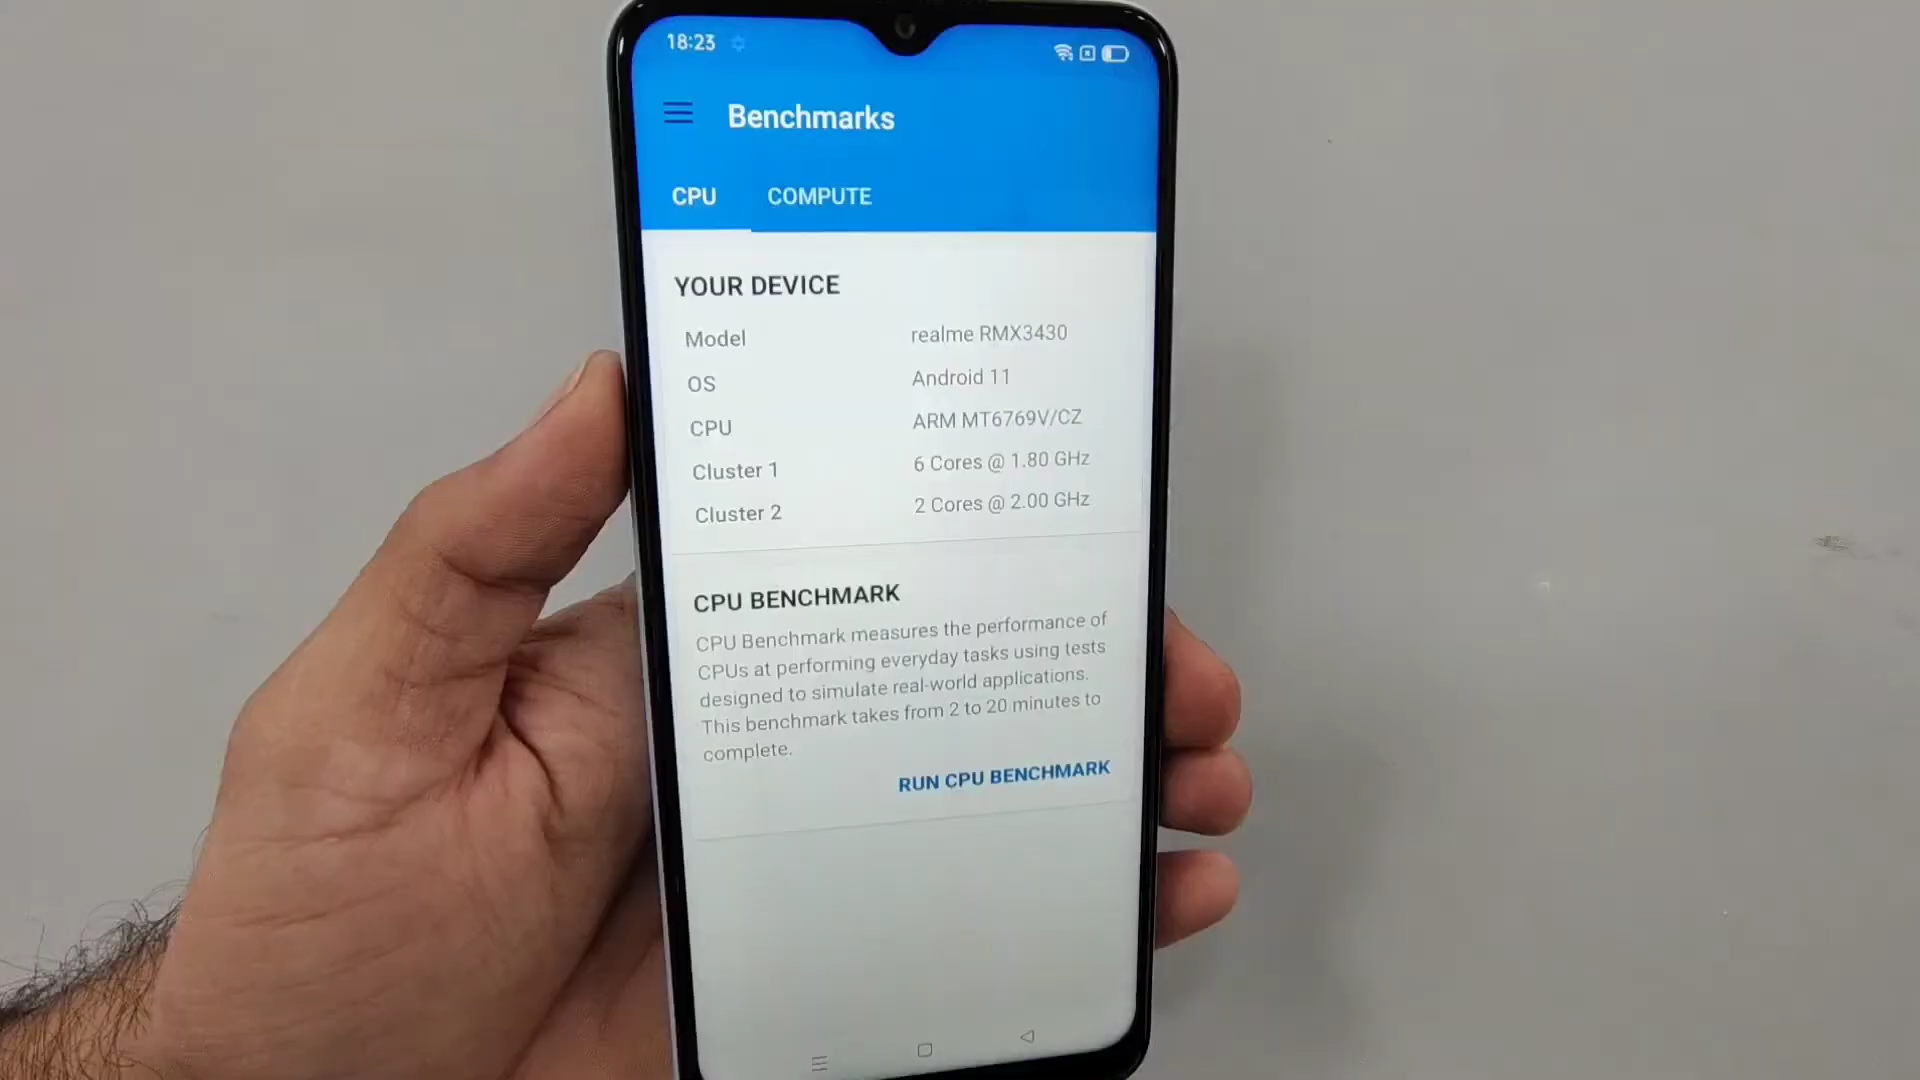 18:23
Benchmarks
CPU COMPUTE
YOUR DEVICE
Model realme RMX3430
OS Android 11
CPU ARM MT6769V/CZ
Cluster 1 6 Cores @ 1.80 GHz
Cluster 2 2 Cores @ 2.00 GHz
CPU BENCHMARK
CPU Benchmark measures the performance of
CPUs at performing everyday tasks using tests
designed to simulate real-world applications.
This benchmark takes from 2 to 20 minutes to
complete.
RUN CPU BENCHMARK